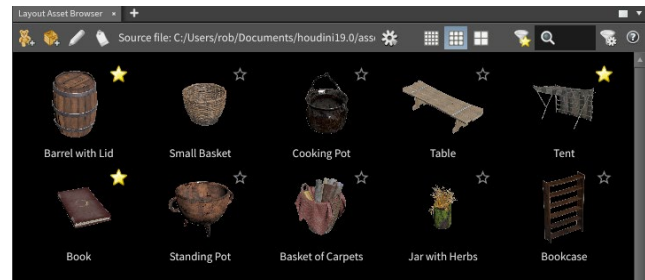 Layout Asset Browser
Source file: C:/Users/rob/Documents/houdini19.0/ass
Barrel with Lid Small Basket Cooking Pot Table Tent
Book Standing Pot Basket of Carpets Jar with Herbs Bookcase